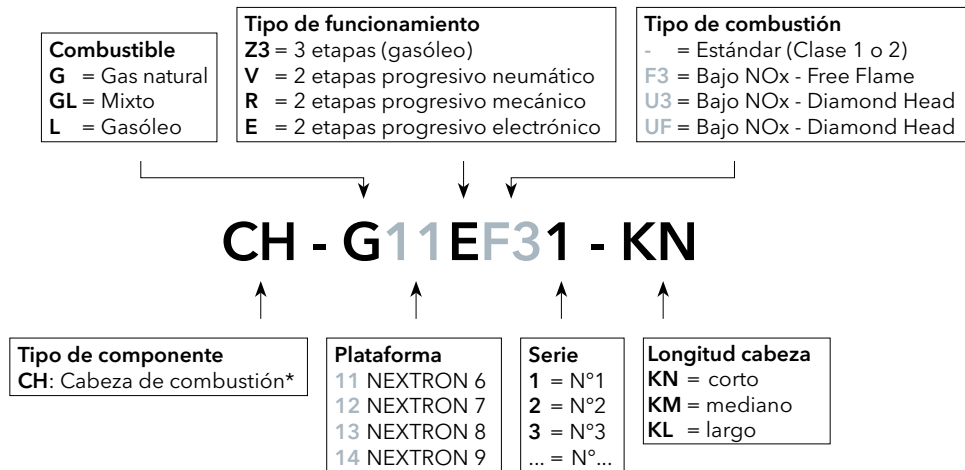 Combustible
G = Gas natural
GL = Mixto
L = Gasóleo
Tipo de funcionamiento
Z3 = 3 etapas (gasóleo)
V = 2 etapas progresivo neumático
R = 2 etapas progresivo mecánico
E = 2 etapas progresivo electrónico
Tipo de combustión
- = Estándar (Clase 1 o 2)
F3 = Bajo NOx - Free Flame
U3 = Bajo NOx - Diamond Head
UF = Bajo NOx - Diamond Head
CH - G11EF31 - KN
Tipo de componente
CH: Cabeza de combustión*
Plataforma
11 NEXTRON 6
12 NEXTRON 7
13 NEXTRON 8
14 NEXTRON 9
Serie
1 = N°1
2 = N°2
3 = N°3
... = N°...
Longitud cabeza
KN = corto
KM = mediano
KL = largo